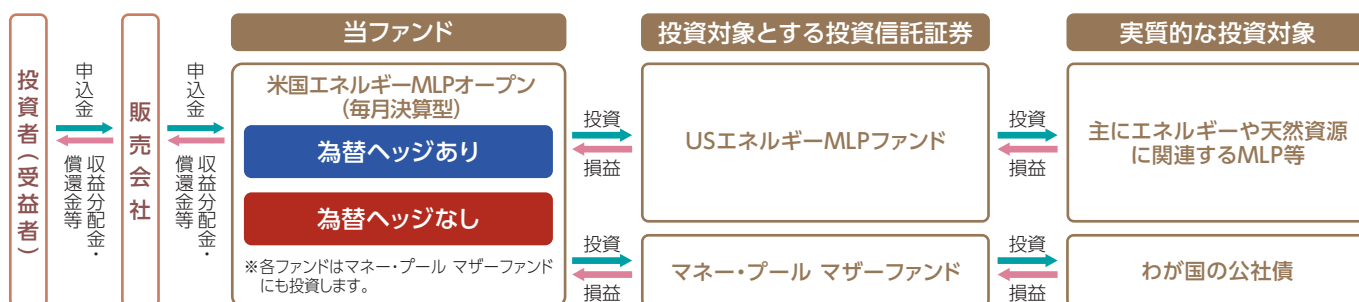 投資者(受益者)
申込金
収益分配金・
償還金等
販売会社
申込金
収益分配金・
償還金等
当ファンド
米国エネルギーMLPオープン
(毎月決算型)
為替ヘッジあり
為替ヘッジなし
※各ファンドはマネー・プール マザーファンド
にも投資します。
投資
損益
投資
損益
投資対象とする投資信託証券
USエネルギーMLPファンド
マネー・プール マザーファンド
投資
損益
投資
損益
実質的な投資対象
主にエネルギーや天然資源
に関連するMLP等
わが国の公社債